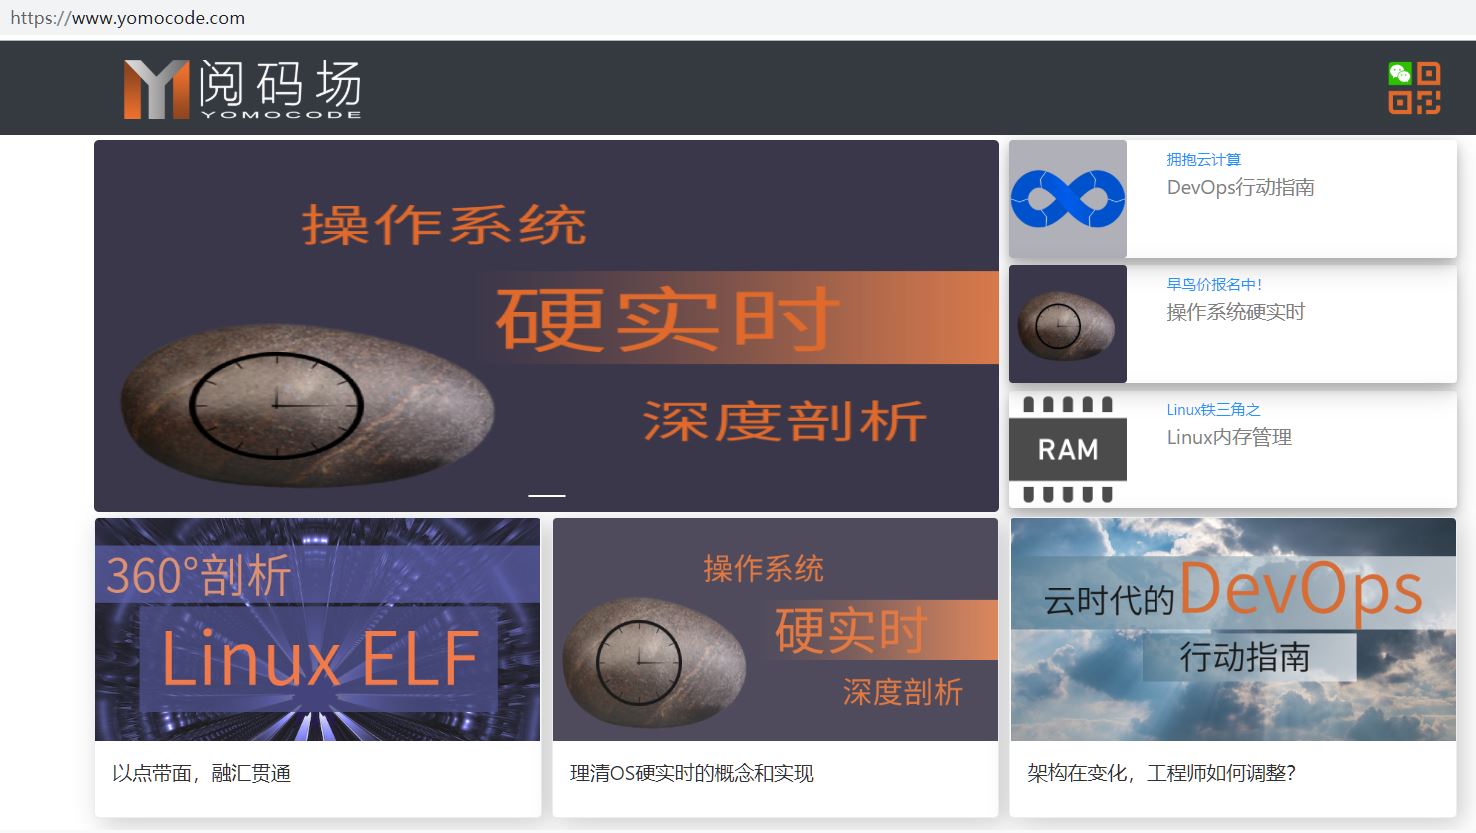 https://www.yomocode.com
阅码场
YOMOCODE
操作系统
硬实时
深度剖析
拥抱云计算
DevOps行动指南
早鸟价报名中!
操作系统硬实时
RAM
Linux铁三角之
Linux内存管理
360°剖析
Linux ELF
以点带面，融汇贯通
操作系统
硬实时
深度剖析
理清OS硬实时的概念和实现
云时代的DevOps
行动指南
架构在变化，工程师如何调整?